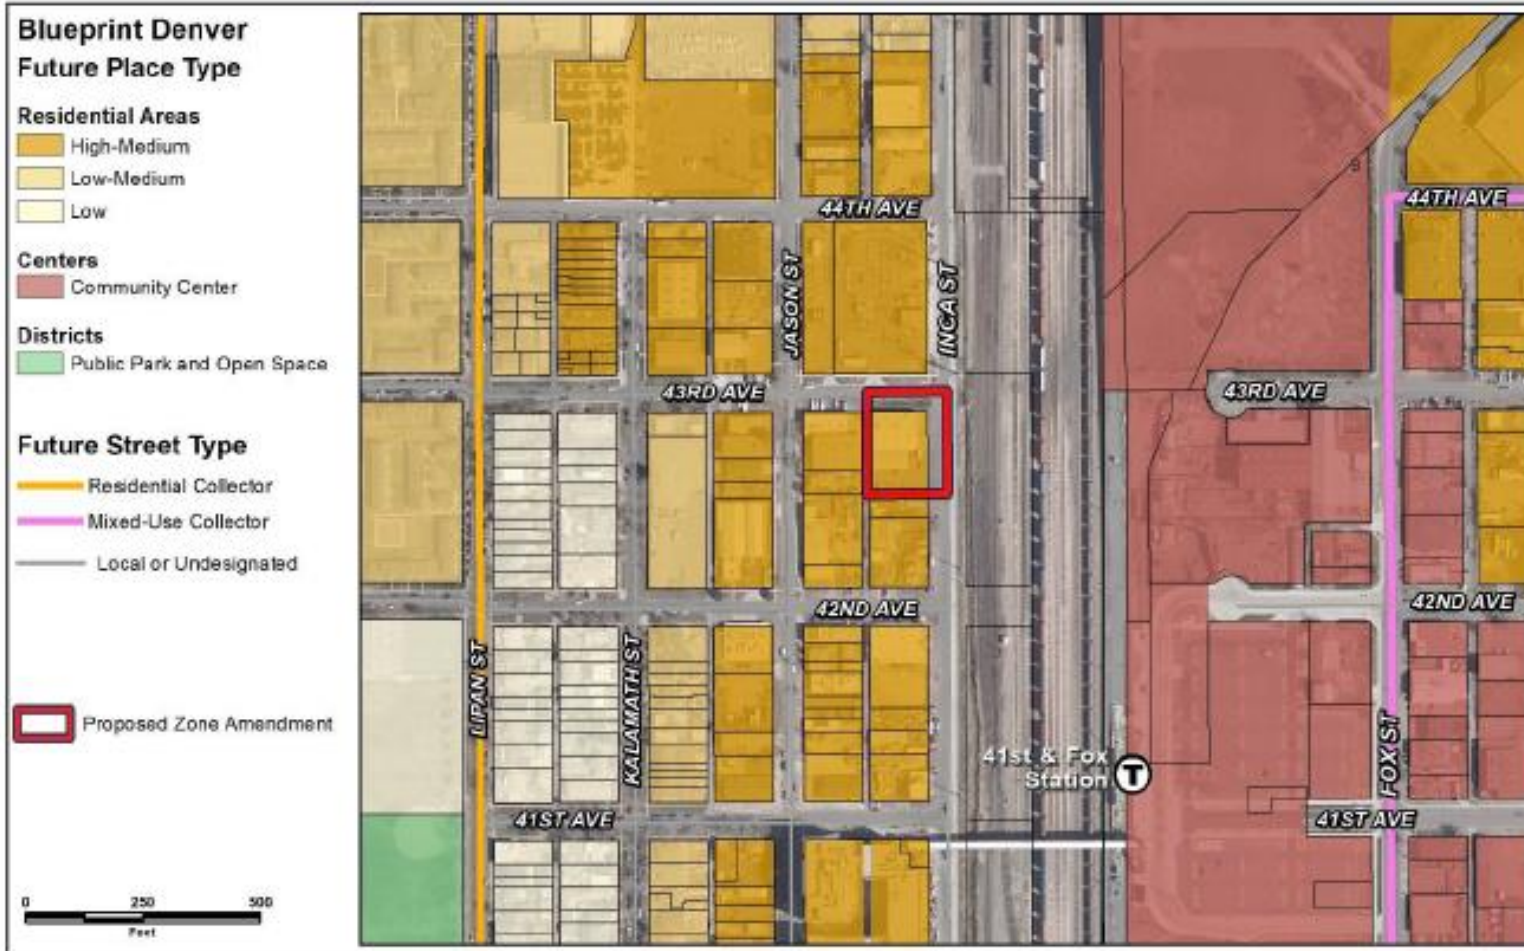 Blueprint Denver
Future Place Type
Residential Areas
High-Medium
Low-Medium
Low
Centers
Community Center
Districts
Public Park and Open Space
Future Street Type
Residential Collector
Mixed-Use Collector
Local or Undesignated
Proposed Zone Amendment
0 250 500
Feet
44TH AVE
44TH AVE
JASON ST
INCA ST
43RD AVE
43RD AVE
42ND AVE
42ND AVE
LIPAN ST
KALAMATH ST
41st & Fox
Station
T
FOX ST
41ST AVE
41ST AVE